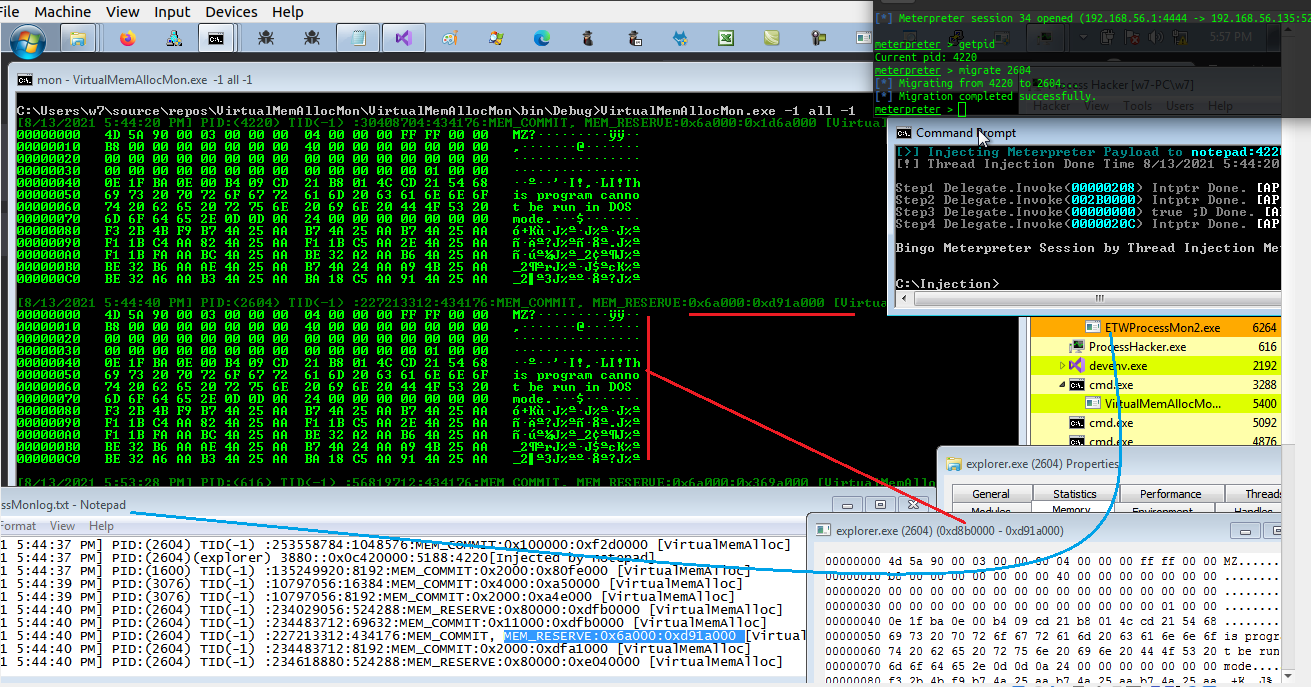 File Machine View Input Devices Help
[*] Meterpreter session 34 opened (192.168.56.1:4444 -> 192.168.56.135:52
meterpreter > getpid
Current pid: 4220
meterpreter > migrate 2604
[*] Migrating from 4220 to 2604...
[*] Migration completed successfully.
meterpreter >
5:57 PM
Process Hacker [w7-PC\w7]
Hacker View Tools Users Help
mon - VirtualMemAllocMon.exe -1 all -1
C:\Users\w7\source\repos\VirtualMemAllocMon\VirtualMemAllocMon\bin\Debug>VirtualMemAllocMon.exe -1 all -1
[8/13/2021 5:44:20 PM] PID:(4220) TID(-1) :30408704:434176:MEM_COMMIT, MEM_RESERVE:0x6a000:0x1d6a000 [Virtual
00000000 4D 5A 90 00 03 00 00 00 04 00 00 00 FF FF 00 00 MZ?·········ÿÿ··
00000010 B8 00 00 00 00 00 00 00 40 00 00 00 00 00 00 00 ¸·······@·······
00000020 00 00 00 00 00 00 00 00 00 00 00 00 00 00 00 00 ················
00000030 00 00 00 00 00 00 00 00 00 00 00 00 00 01 00 00 ················
00000040 0E 1F BA 0E 00 B4 09 CD 21 B8 01 4C CD 21 54 68 ··º··´·I!¸·LI!Th
00000050 69 73 20 70 72 6F 67 72 61 6D 20 63 61 6E 6E 6F is program canno
00000060 74 20 62 65 20 72 75 6E 20 69 6E 20 44 4F 53 20 t be run in DOS
00000070 6D 6F 64 65 2E 0D 0D 0A 24 00 00 00 00 00 00 00 mode.···$·······
00000080 F3 2B 4B F9 B7 4A 25 AA B7 4A 25 AA B7 4A 25 AA
00000090 F1 1B C4 AA 82 4A 25 AA F1 1B C5 AA 2E 4A 25 AA
000000A0 F1 1B FA AA BC 4A 25 AA BE 32 A2 AA B6 4A 25 AA
000000B0 BE 32 B6 AA AE 4A 25 AA B7 4A 24 AA A9 4B 25 AA
000000C0 BE 32 A6 AA B3 4A 25 AA BA 18 C5 AA 91 4A 25 AA
[8/13/2021 5:44:40 PM] PID:(2604) TID(-1) :227213312:434176:MEM_COMMIT, MEM_RESERVE:0x6a000:0xd91a000 [Virtua
00000000 4D 5A 90 00 03 00 00 00 04 00 00 00 FF FF 00 00 MZ?·········ÿÿ··
00000010 B8 00 00 00 00 00 00 00 40 00 00 00 00 00 00 00 ¸·······@·······
00000020 00 00 00 00 00 00 00 00 00 00 00 00 00 00 00 00 ················
00000030 00 00 00 00 00 00 00 00 00 00 00 00 00 01 00 00 ················
00000040 0E 1F BA 0E 00 B4 09 CD 21 B8 01 4C CD 21 54 68 ··º··´·I!¸·LI!Th
00000050 69 73 20 70 72 6F 67 72 61 6D 20 63 61 6E 6E 6F is program canno
00000060 74 20 62 65 20 72 75 6E 20 69 6E 20 44 4F 53 20 t be run in DOS
00000070 6D 6F 64 65 2E 0D 0D 0A 24 00 00 00 00 00 00 00 mode.···$·······
00000080 F3 2B 4B F9 B7 4A 25 AA B7 4A 25 AA B7 4A 25 AA
00000090 F1 1B C4 AA 82 4A 25 AA F1 1B C5 AA 2E 4A 25 AA
000000A0 F1 1B FA AA BC 4A 25 AA BE 32 A2 AA B6 4A 25 AA
000000B0 BE 32 B6 AA AE 4A 25 AA B7 4A 24 AA A9 4B 25 AA
000000C0 BE 32 A6 AA B3 4A 25 AA BA 18 C5 AA 91 4A 25 AA
[8/13/2021 5:53:28 PM] PID:(616) TID(-1) :56819712:434176:MEM_COMMIT, MEM_RESERVE:0x6a000:0x369a000 [VirtualM
Command Prompt
[>] Injecting Meterpreter Payload to notepad:4220
[!] Thread Injection Done Time 8/13/2021 5:44:20
Step1 Delegate.Invoke(00000208) Intptr Done. [AP
Step2 Delegate.Invoke(002B0000) Intptr Done. [AP
Step3 Delegate.Invoke(00000000) true ;D Done. [A
Step4 Delegate.Invoke(0000020C) Intptr Done. [AP
Bingo Meterpreter Session by Thread Injection Me
C:\Injection>
ETWProcessMon2.exe 6264
ProcessHacker.exe 616
devenv.exe 2192
cmd.exe 3288
VirtualMemAllocMo... 5400
cmd.exe 5092
cmd.exe 4876
explorer.exe (2604) Properties
General Statistics Performance Threads
Modules Memory Environment Handles
ssMonlog.txt - Notepad
Format View Help
1 5:44:37 PM] PID:(2604) TID(-1) :253558784:1048576:MEM_COMMIT:0x100000:0xf2d0000 [VirtualMemAlloc]
1 5:44:37 PM] PID:(2604)(explorer) 3880::0x0c420000:5188:4220[Injected by notepad]
1 5:44:37 PM] PID:(1600) TID(-1) :135249920:8192:MEM_COMMIT:0x2000:0x80fe000 [VirtualMemAlloc]
1 5:44:39 PM] PID:(3076) TID(-1) :10797056:16384:MEM_COMMIT:0x4000:0xa50000 [VirtualMemAlloc]
1 5:44:39 PM] PID:(3076) TID(-1) :10797056:8192:MEM_COMMIT:0x2000:0xa4e000 [VirtualMemAlloc]
1 5:44:40 PM] PID:(2604) TID(-1) :234029056:524288:MEM_RESERVE:0x80000:0xdfb0000 [VirtualMemAlloc]
1 5:44:40 PM] PID:(2604) TID(-1) :234483712:69632:MEM_COMMIT:0x11000:0xdfb0000 [VirtualMemAlloc]
1 5:44:40 PM] PID:(2604) TID(-1) :227213312:434176:MEM_COMMIT, MEM_RESERVE:0x6a000:0xd91a000 [Virtua
1 5:44:40 PM] PID:(2604) TID(-1) :234483712:8192:MEM_COMMIT:0x2000:0xdfa1000 [VirtualMemAlloc]
1 5:44:40 PM] PID:(2604) TID(-1) :234618880:524288:MEM_RESERVE:0x80000:0xe040000 [VirtualMemAlloc]
explorer.exe (2604) (0xd8b0000 - 0xd91a000)
00000000 4d 5a 90 00 03 00 00 00 04 00 00 00 ff ff 00 00 MZ......
00000010 b8 00 00 00 00 00 00 00 40 00 00 00 00 00 00 00 ........
00000020 00 00 00 00 00 00 00 00 00 00 00 00 00 00 00 00 ........
00000030 00 00 00 00 00 00 00 00 00 00 00 00 00 01 00 00 ........
00000040 0e 1f ba 0e 00 b4 09 cd 21 b8 01 4c cd 21 54 68 ........
00000050 69 73 20 70 72 6f 67 72 61 6d 20 63 61 6e 6e 6f is progr
00000060 74 20 62 65 20 72 75 6e 20 69 6e 20 44 4f 53 20 t be run
00000070 6d 6f 64 65 2e 0d 0d 0a 24 00 00 00 00 00 00 00 mode....
00000080 f3 2b 4b f9 b7 4a 25 aa b7 4a 25 aa b7 4a 25 aa .+K..J%.